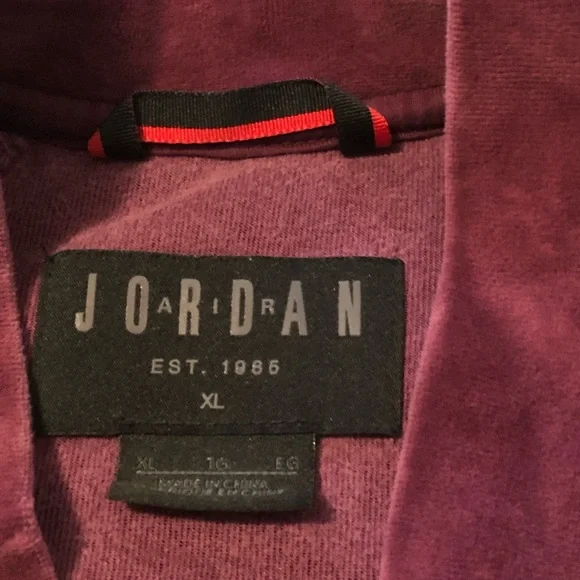 JORDAN
AIR
EST. 1985
XL
XL TG EG
MADE IN CHINA